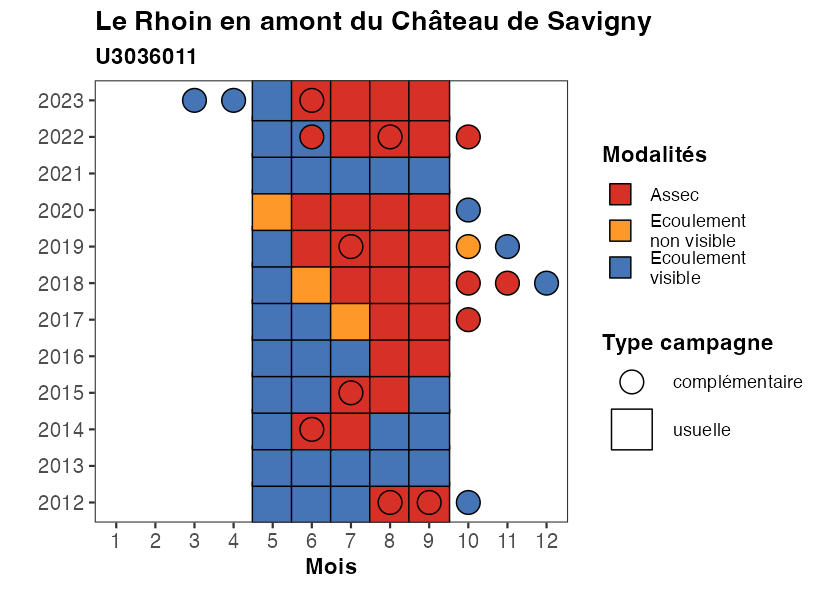 Le Rhoin en amont du Château de Savigny
U3036011
2023
2022
2021
2020
2019
2018
2017
2016
2015
2014
2013
2012
1 2 3 4 5 6 7 8 9 10 11 12
Mois
Modalités
Assec
Ecoulement
non visible
Ecoulement
visible
Type campagne
complémentaire
usuelle